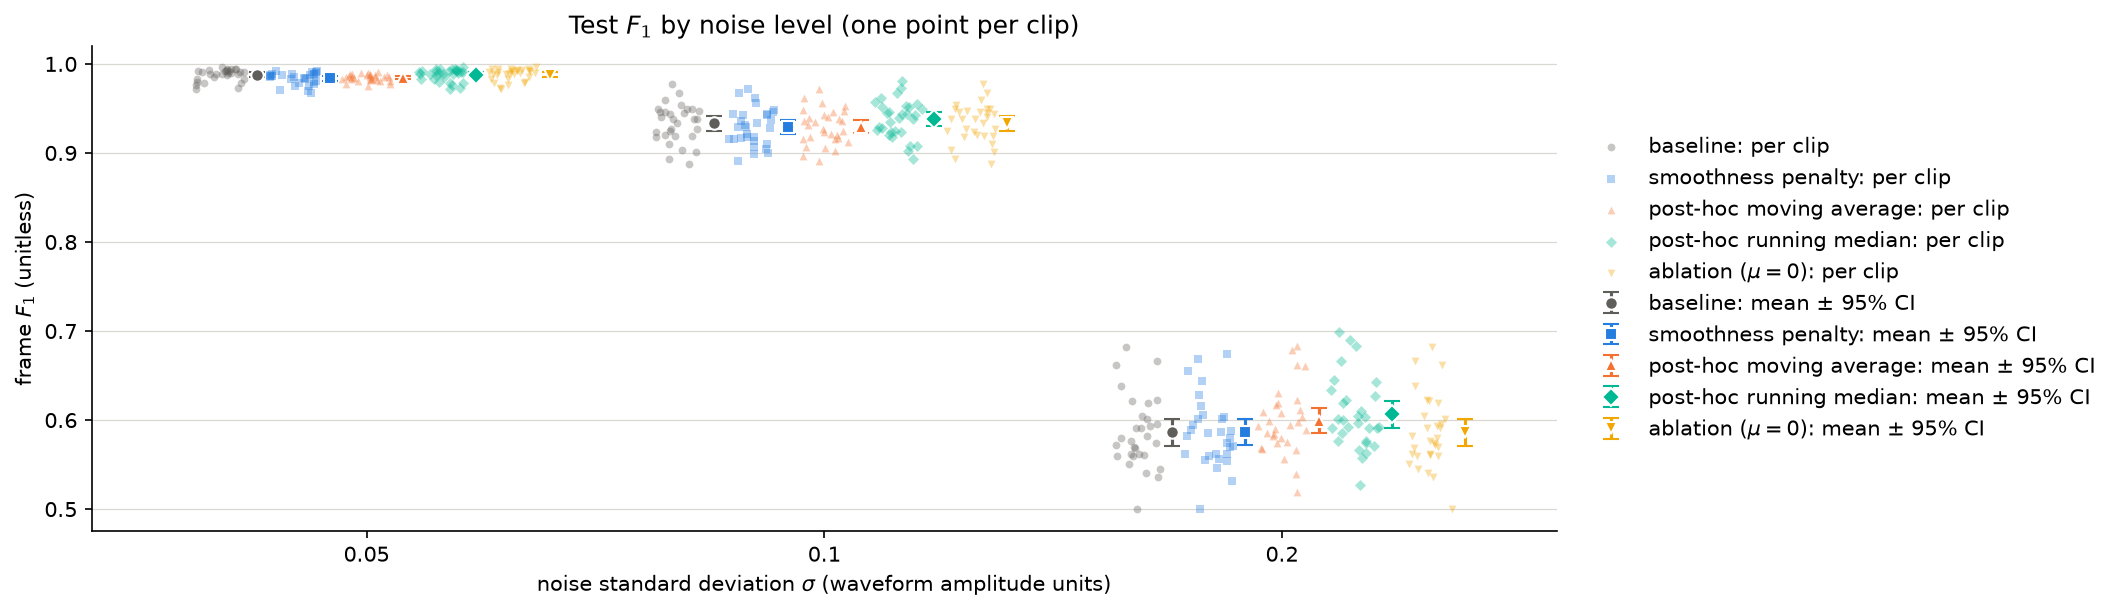 Test F₁ by noise level (one point per clip)
1.0
0.9
0.8
0.7
0.6
0.5
frame F₁ (unitless)
0.05
0.1
0.2
noise standard deviation σ (waveform amplitude units)
baseline: per clip
smoothness penalty: per clip
post-hoc moving average: per clip
post-hoc running median: per clip
ablation (μ = 0): per clip
baseline: mean ± 95% CI
smoothness penalty: mean ± 95% CI
post-hoc moving average: mean ± 95% CI
post-hoc running median: mean ± 95% CI
ablation (μ = 0): mean ± 95% CI